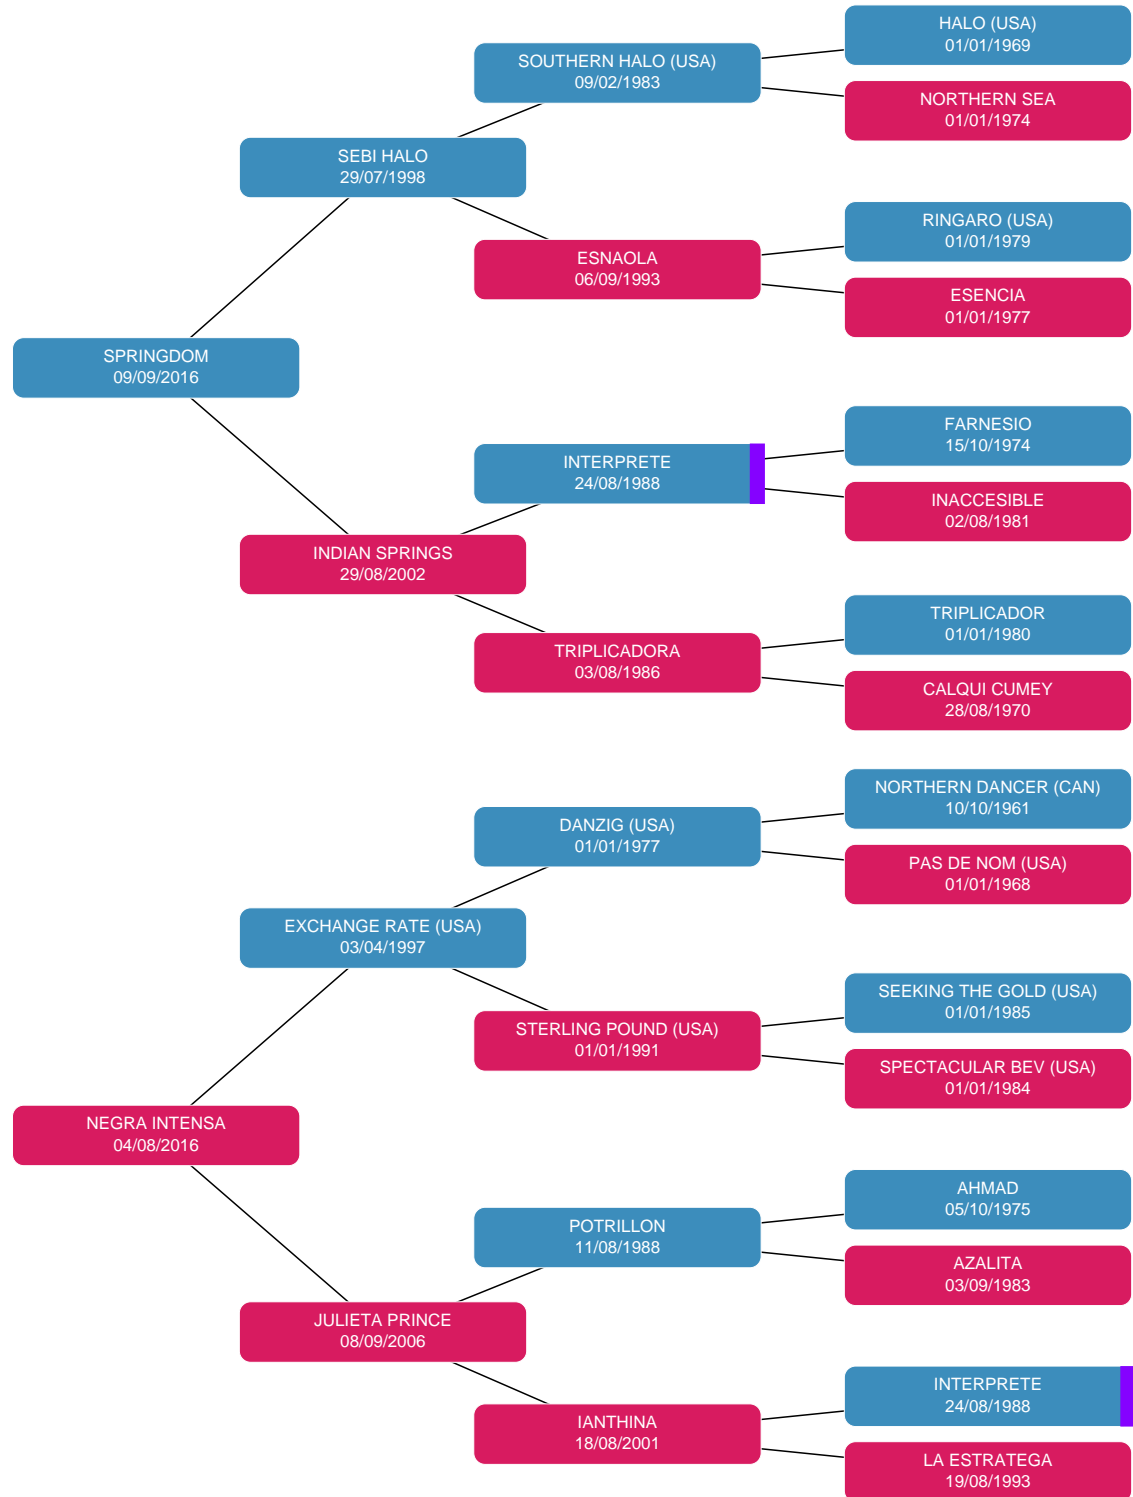 HALO (USA)
01/01/1969
SOUTHERN HALO (USA)
09/02/1983
NORTHERN SEA
01/01/1974
SEBI HALO
29/07/1998
RINGARO (USA)
01/01/1979
ESNAOLA
06/09/1993
ESENCIA
01/01/1977
SPRINGDOM
09/09/2016
FARNESIO
15/10/1974
INTERPRETE
24/08/1988
INACCESIBLE
02/08/1981
INDIAN SPRINGS
29/08/2002
TRIPLICADOR
01/01/1980
TRIPLICADORA
03/08/1986
CALQUI CUMEY
28/08/1970
NORTHERN DANCER (CAN)
10/10/1961
DANZIG (USA)
01/01/1977
PAS DE NOM (USA)
01/01/1968
EXCHANGE RATE (USA)
03/04/1997
SEEKING THE GOLD (USA)
01/01/1985
STERLING POUND (USA)
01/01/1991
SPECTACULAR BEV (USA)
01/01/1984
NEGRA INTENSA
04/08/2016
AHMAD
05/10/1975
POTRILLON
11/08/1988
AZALITA
03/09/1983
JULIETA PRINCE
08/09/2006
INTERPRETE
24/08/1988
IANTHINA
18/08/2001
LA ESTRATEGA
19/08/1993